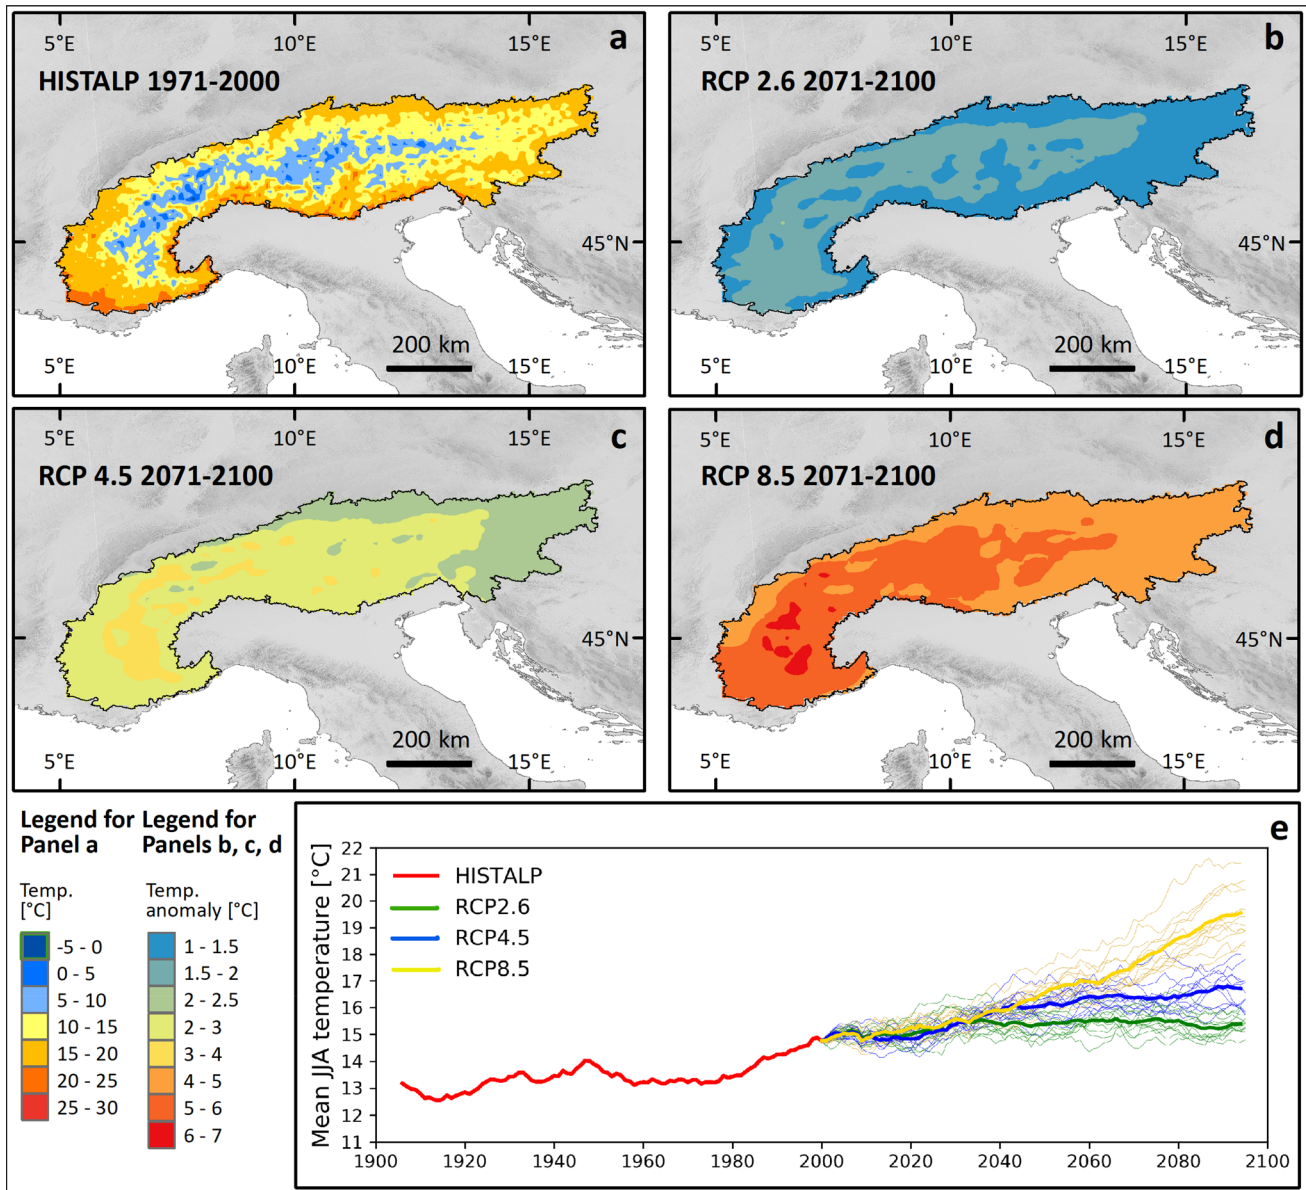 5°E 10°E 15°E a
HISTALP 1971-2000
45°N
200 km
5°E 10°E 15°E
5°E 10°E 15°E b
RCP 2.6 2071-2100
45°N
200 km
5°E 10°E 15°E
5°E 10°E 15°E c
RCP 4.5 2071-2100
45°N
200 km
5°E 10°E 15°E
5°E 10°E 15°E d
RCP 8.5 2071-2100
45°N
200 km
5°E 10°E 15°E
Legend for
Panel a
Temp.
[°C]
-5 - 0
0 - 5
5 - 10
10 - 15
15 - 20
20 - 25
25 - 30
Legend for
Panels b, c, d
Temp.
anomaly [°C]
1 - 1.5
1.5 - 2
2 - 2.5
2 - 3
3 - 4
4 - 5
5 - 6
6 - 7
e
Mean JJA temperature [°C]
22
21
20
19
18
17
16
15
14
13
12
11
HISTALP
RCP2.6
RCP4.5
RCP8.5
1900 1920 1940 1960 1980 2000 2020 2040 2060 2080 2100